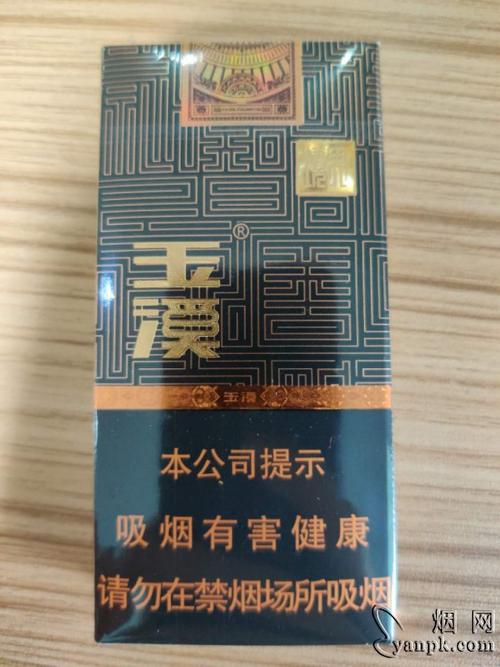 玉溪®
玉溪
本公司提示
吸烟有害健康
请勿在禁烟场所吸烟
烟网
yanpk.com